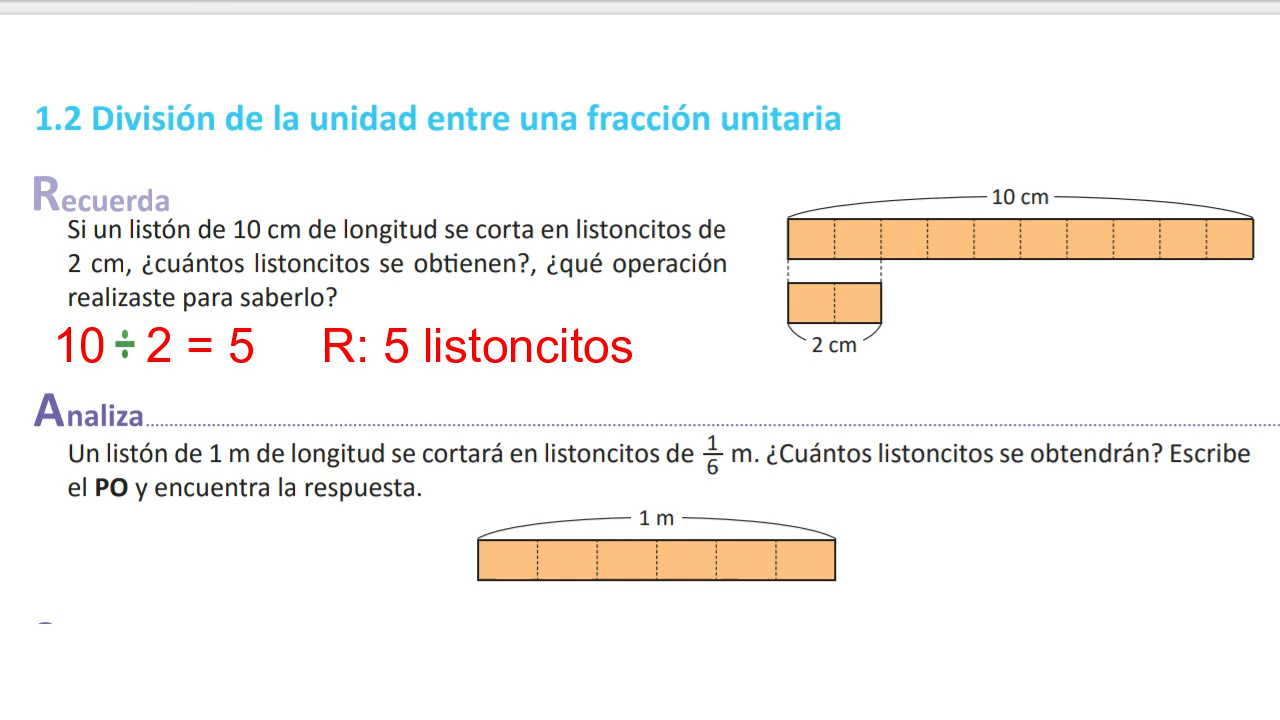 1.2 División de la unidad entre una fracción unitaria
Recuerda
Si un listón de 10 cm de longitud se corta en listoncitos de
2 cm, ¿cuántos listoncitos se obtienen?, ¿qué operación
realizaste para saberlo?
10 ÷ 2 = 5 R: 5 listoncitos
10 cm
2 cm
Analiza
Un listón de 1 m de longitud se cortará en listoncitos de 1/6 m. ¿Cuántos listoncitos se obtendrán? Escribe
el PO y encuentra la respuesta.
1 m